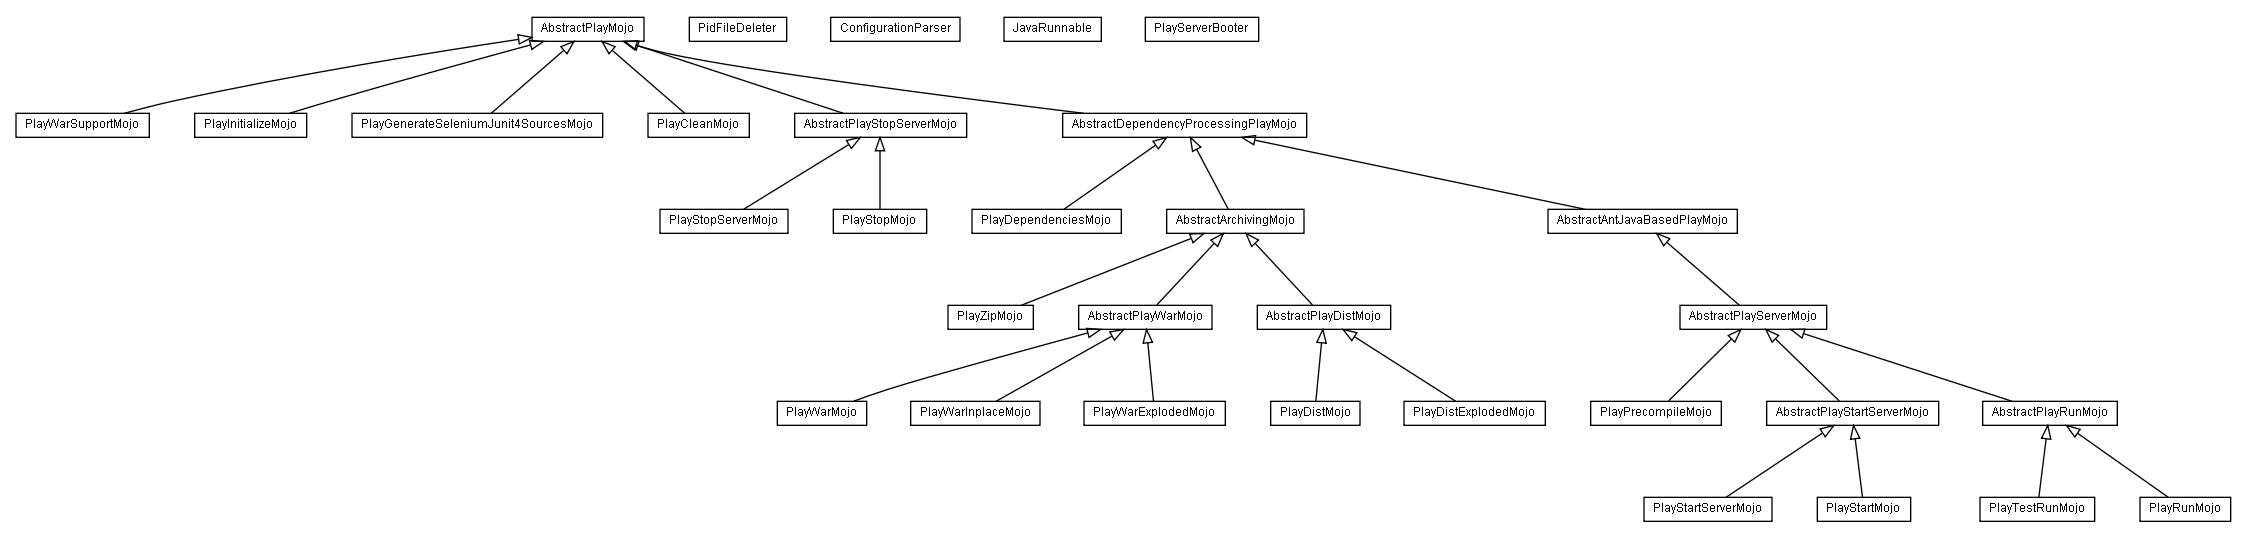 AbstractPlayMojo
PidFileDeleter
ConfigurationParser
JavaRunnable
PlayServerBooter
PlayWarSupportMojo
PlayInitializeMojo
PlayGenerateSeleniumJunit4SourcesMojo
PlayCleanMojo
AbstractPlayStopServerMojo
AbstractDependencyProcessingPlayMojo
PlayStopServerMojo
PlayStopMojo
PlayDependenciesMojo
AbstractArchivingMojo
AbstractAntJavaBasedPlayMojo
PlayZipMojo
AbstractPlayWarMojo
AbstractPlayDistMojo
AbstractPlayServerMojo
PlayWarMojo
PlayWarInplaceMojo
PlayWarExplodedMojo
PlayDistMojo
PlayDistExplodedMojo
PlayPrecompileMojo
AbstractPlayStartServerMojo
AbstractPlayRunMojo
PlayStartServerMojo
PlayStartMojo
PlayTestRunMojo
PlayRunMojo